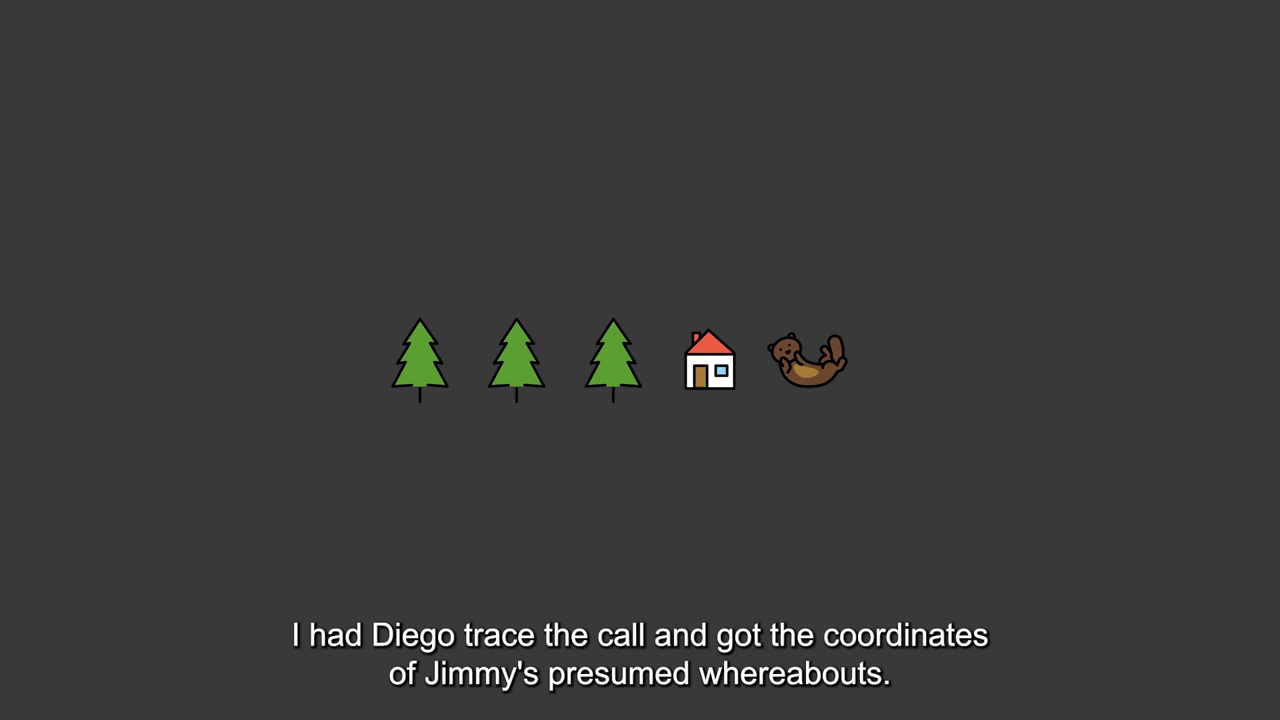 I had Diego trace the call and got the coordinates
of Jimmy's presumed whereabouts.